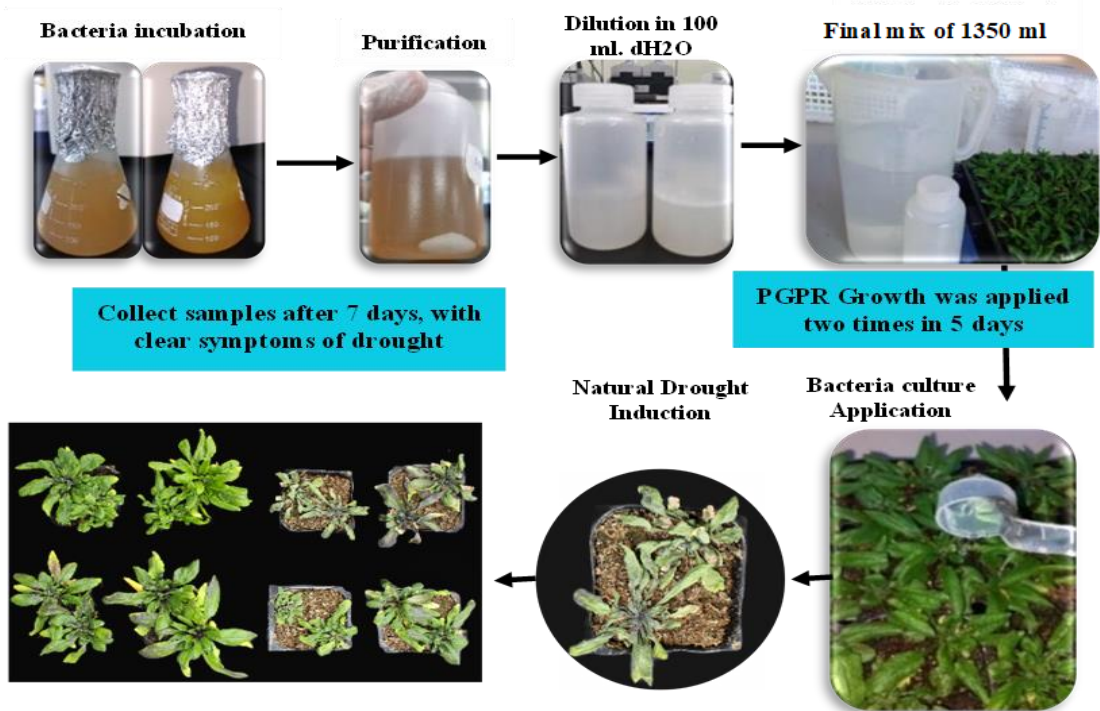 Bacteria incubation
Purification
Dilution in 100
ml. dH2O
Final mix of 1350 ml
Collect samples after 7 days, with
clear symptoms of drought
PGPR Growth was applied
two times in 5 days
Natural Drought
Induction
Bacteria culture
Application